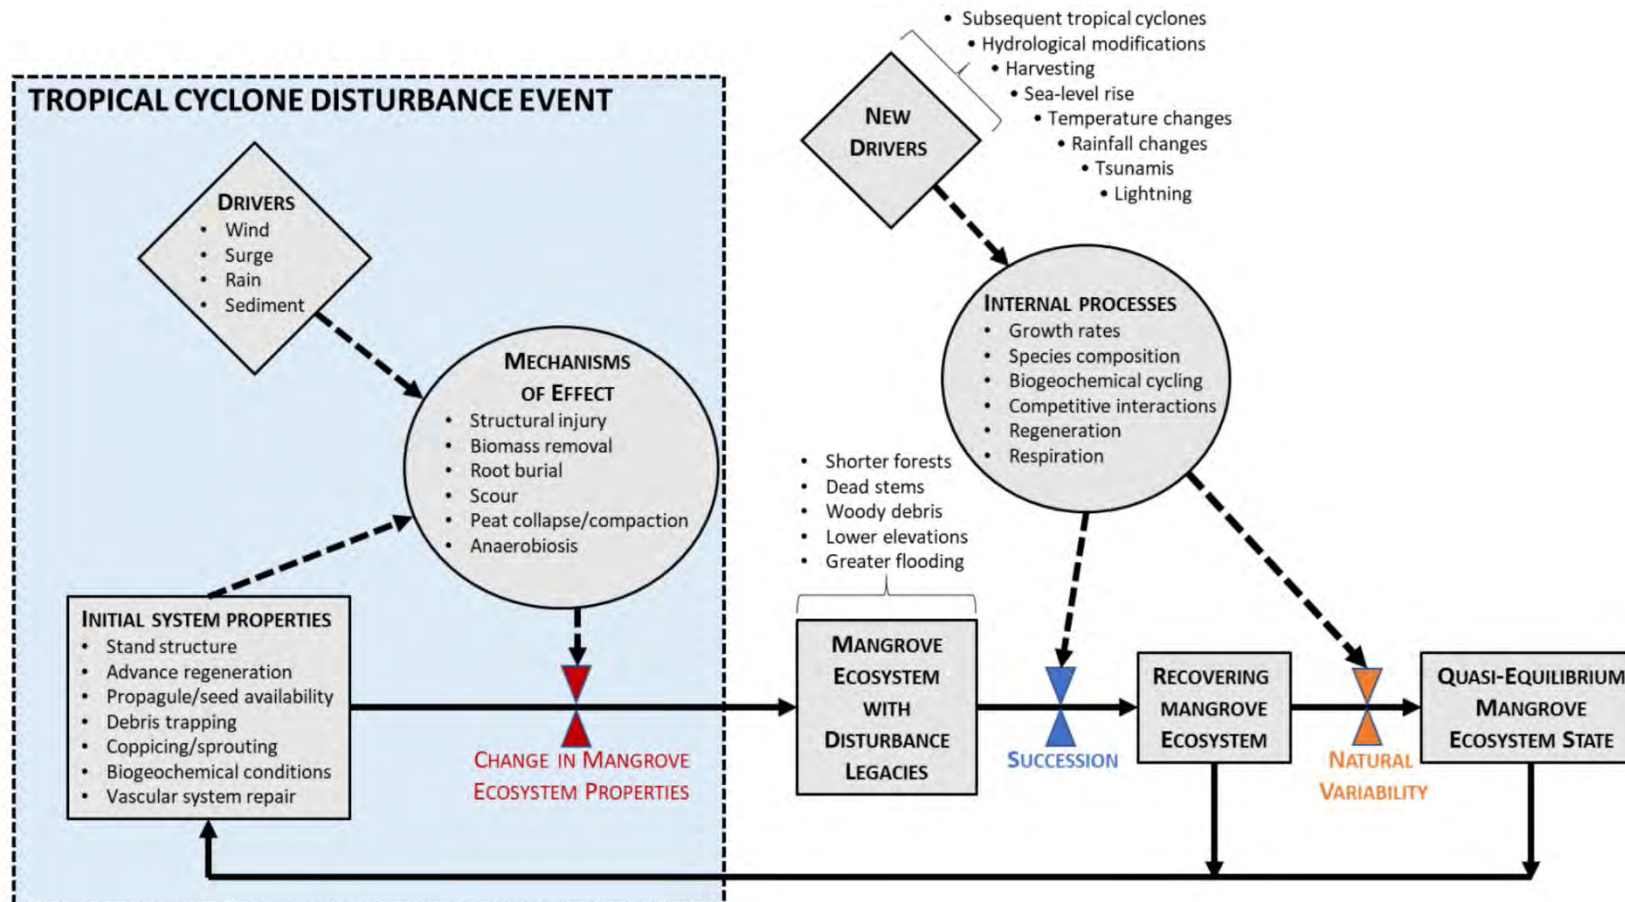 TROPICAL CYCLONE DISTURBANCE EVENT
DRIVERS
• Wind
• Surge
• Rain
• Sediment
MECHANISMS
OF EFFECT
• Structural injury
• Biomass removal
• Root burial
• Scour
• Peat collapse/compaction
• Anaerobiosis
INITIAL SYSTEM PROPERTIES
• Stand structure
• Advance regeneration
• Propagule/seed availability
• Debris trapping
• Coppicing/sprouting
• Biogeochemical conditions
• Vascular system repair
CHANGE IN MANGROVE
ECOSYSTEM PROPERTIES
NEW
DRIVERS
• Subsequent tropical cyclones
• Hydrological modifications
• Harvesting
• Sea-level rise
• Temperature changes
• Rainfall changes
• Tsunamis
• Lightning
INTERNAL PROCESSES
• Growth rates
• Species composition
• Biogeochemical cycling
• Competitive interactions
• Regeneration
• Respiration
• Shorter forests
• Dead stems
• Woody debris
• Lower elevations
• Greater flooding
MANGROVE
ECOSYSTEM
WITH
DISTURBANCE
LEGACIES
SUCCESSION
RECOVERING
MANGROVE
ECOSYSTEM
NATURAL
VARIABILITY
QUASI-EQUILIBRIUM
MANGROVE
ECOSYSTEM STATE